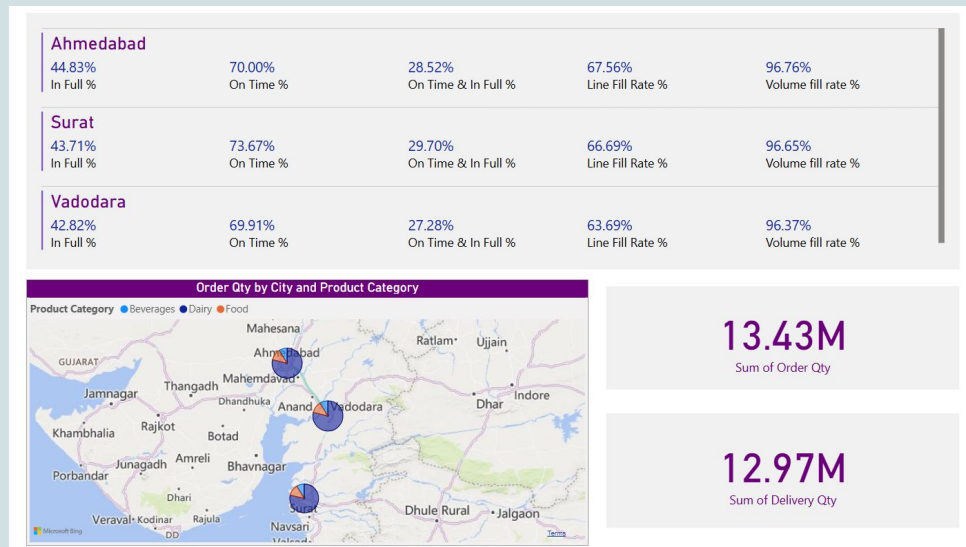 Ahmedabad
44.83% 70.00% 28.52% 67.56% 96.76%
In Full % On Time % On Time & In Full % Line Fill Rate % Volume fill rate %
Surat
43.71% 73.67% 29.70% 66.69% 96.65%
In Full % On Time % On Time & In Full % Line Fill Rate % Volume fill rate %
Vadodara
42.82% 69.91% 27.28% 63.69% 96.37%
In Full % On Time % On Time & In Full % Line Fill Rate % Volume fill rate %
Order Qty by City and Product Category
Product Category Beverages Dairy Food
Mahesana
Ratlam Ujjain
Ahmedabad
GUJARAT
Thangadh Mahemdavad
Jamnagar
Indore
Dhandhuka Anand Vadodara Dhar
Khambhalia Rajkot
Botad
Amreli
Junagadh Bhavnagar
Porbandar
Dhari
Surat Dhule Rural Jalgaon
Veraval Kodinar Rajula
Navsari
DD
Valsad
Microsoft Bing
Terms
13.43M
Sum of Order Qty
12.97M
Sum of Delivery Qty